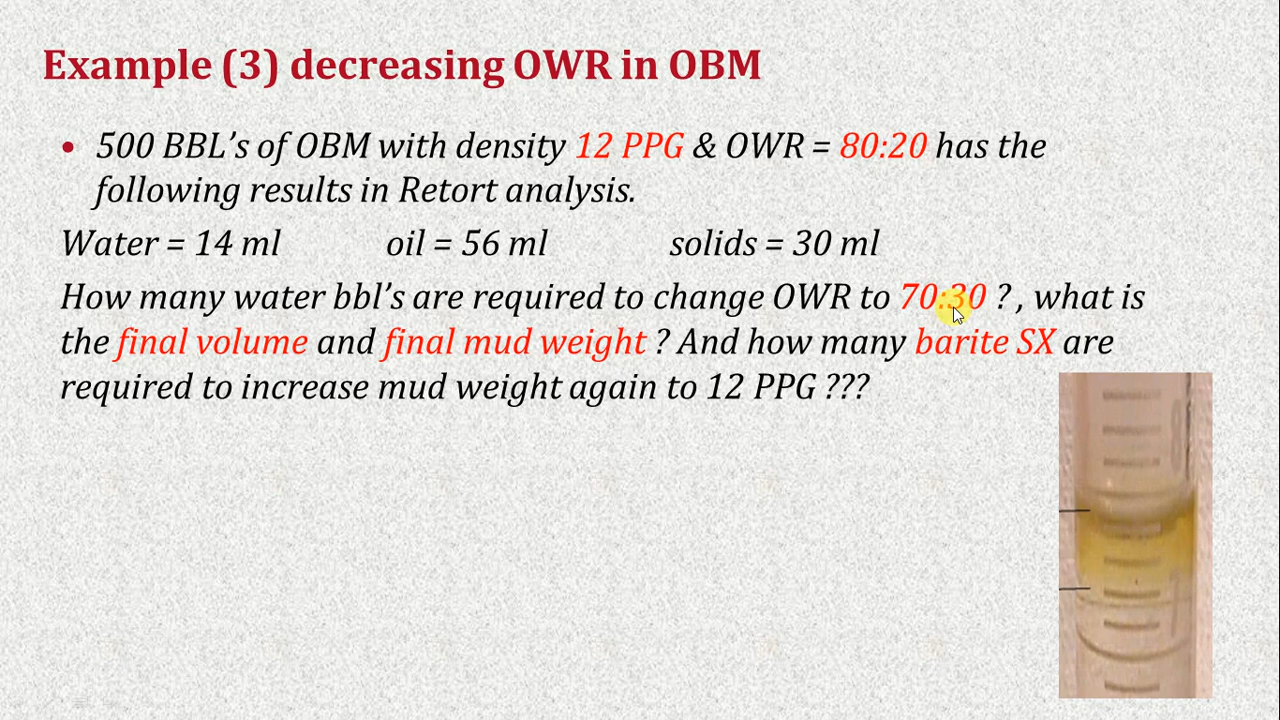 Example (3) decreasing OWR in OBM
• 500 BBL’s of OBM with density 12 PPG & OWR = 80:20 has the
following results in Retort analysis.
Water = 14 ml oil = 56 ml solids = 30 ml
How many water bbl’s are required to change OWR to 70:30 ? , what is
the final volume and final mud weight ? And how many barite SX are
required to increase mud weight again to 12 PPG ???